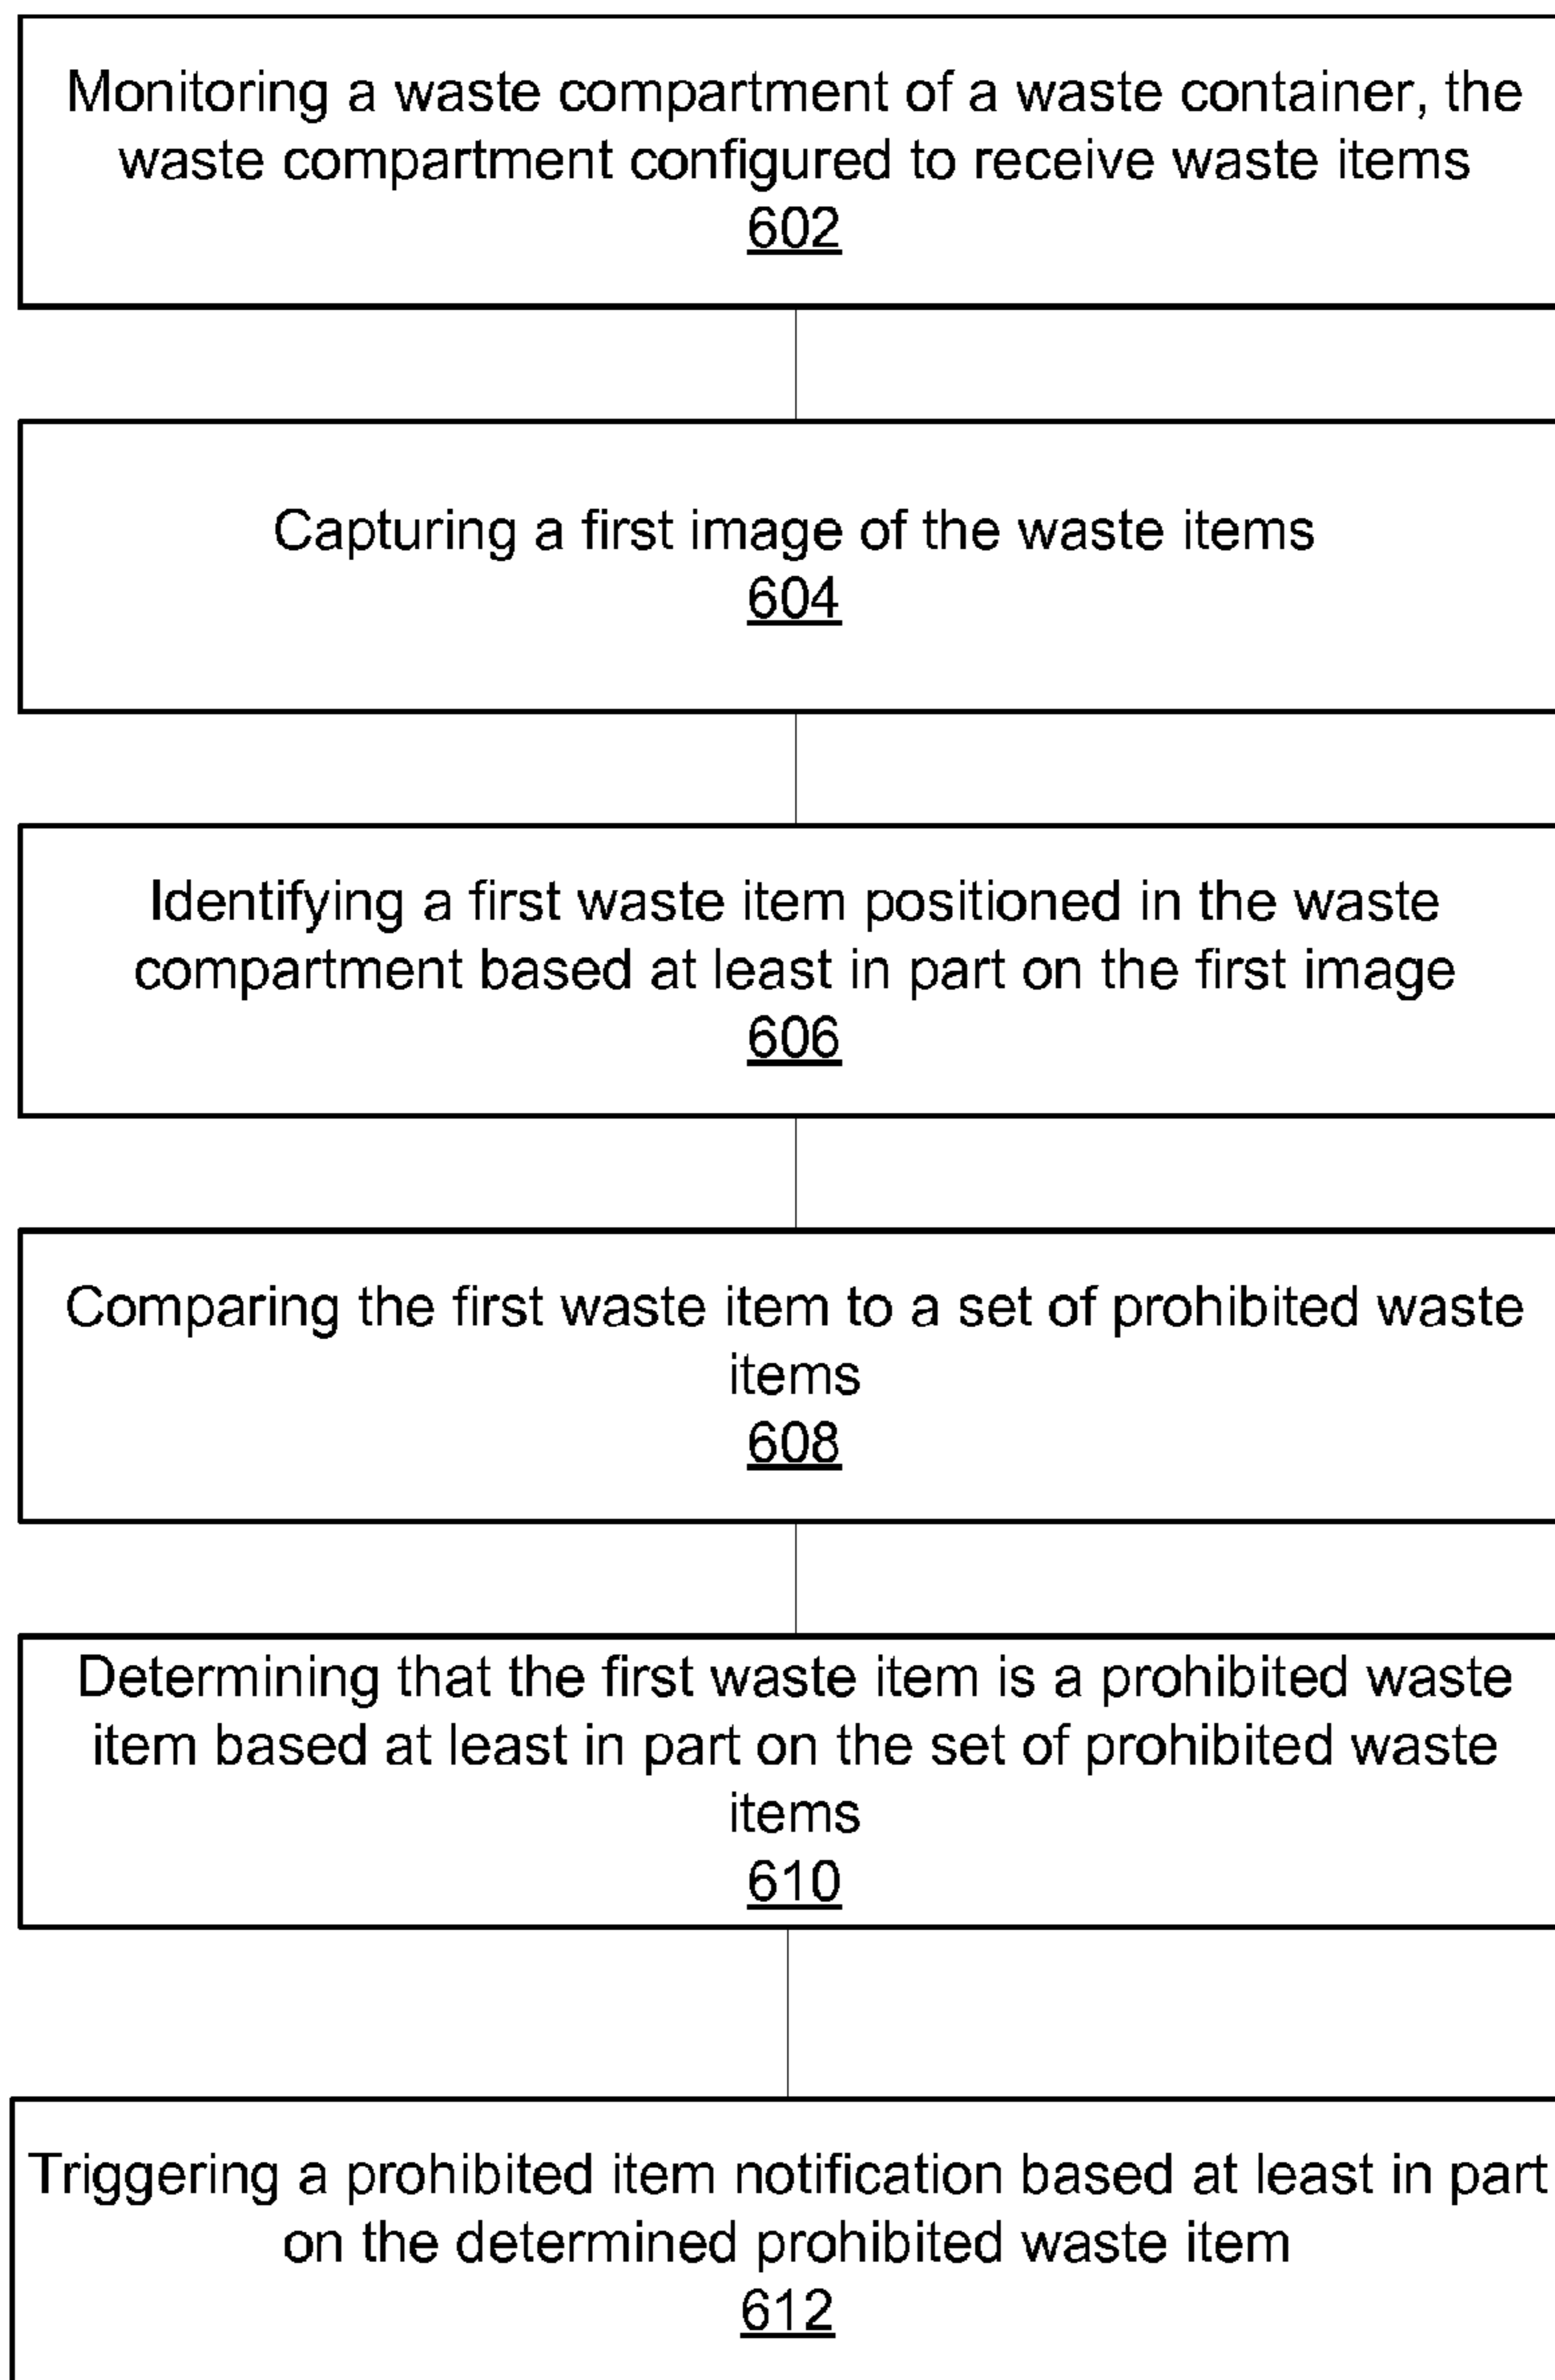 Monitoring a waste compartment of a waste container, the
waste compartment configured to receive waste items
602
Capturing a first image of the waste items
604
Identifying a first waste item positioned in the waste
compartment based at least in part on the first image
606
Comparing the first waste item to a set of prohibited waste
items
608
Determining that the first waste item is a prohibited waste
item based at least in part on the set of prohibited waste
items
610
Triggering a prohibited item notification based at least in part
on the determined prohibited waste item
612